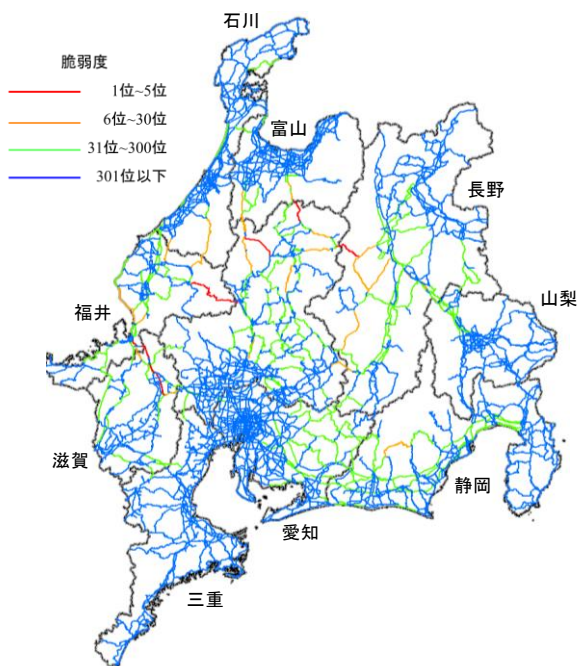 石川
脆弱度
1位~5位
6位~30位
31位~300位
301位以下
富山
長野
山梨
福井
滋賀
静岡
愛知
三重